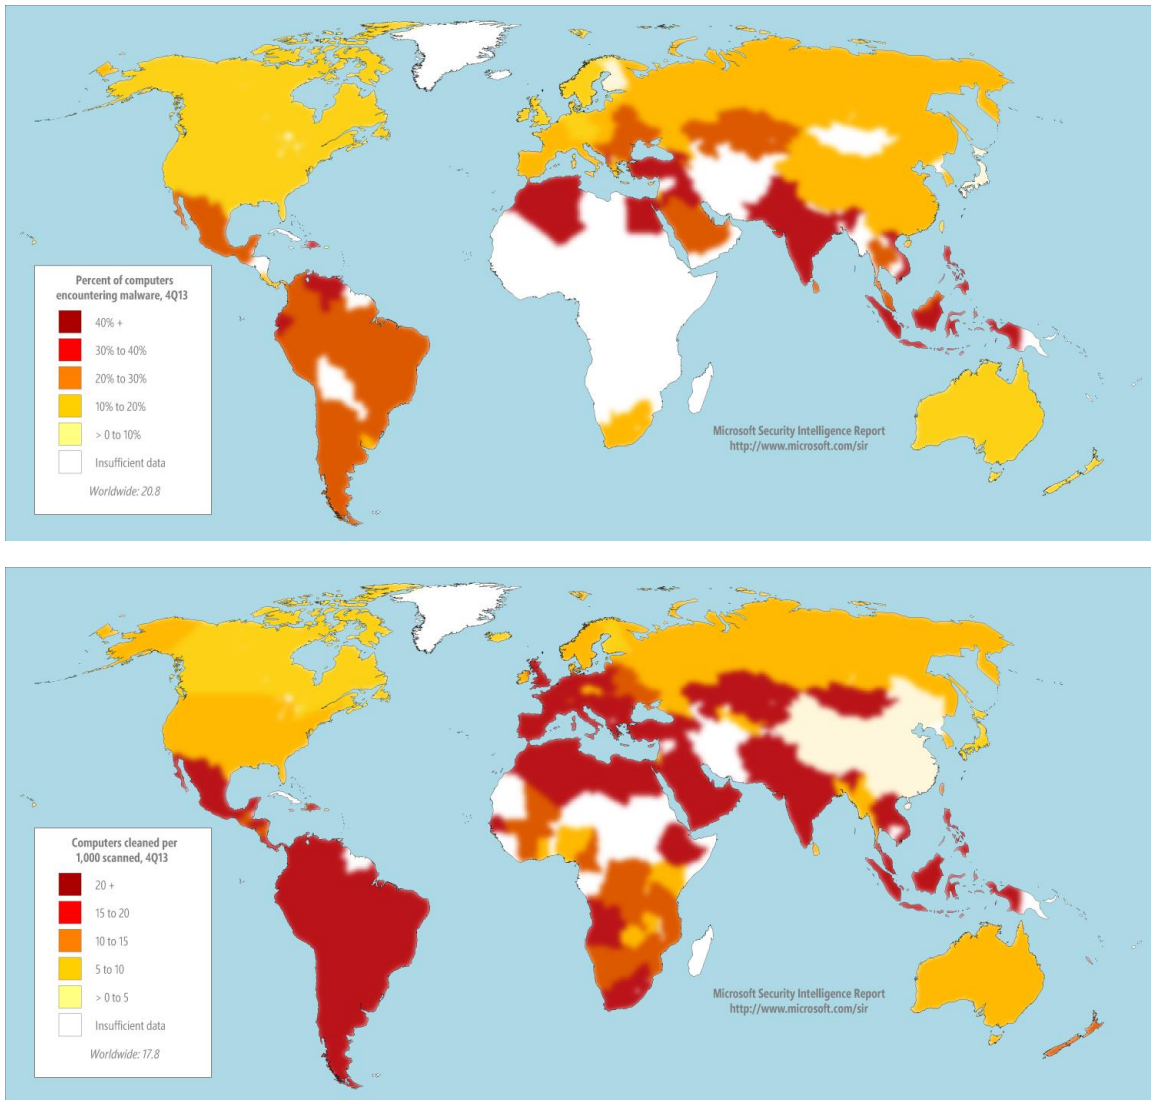 Percent of computers
encountering malware, 4Q13
40% +
30% to 40%
20% to 30%
10% to 20%
> 0 to 10%
Insufficient data
Worldwide: 20.8
Microsoft Security Intelligence Report
http://www.microsoft.com/sir
Computers cleaned per
1,000 scanned, 4Q13
20 +
15 to 20
10 to 15
5 to 10
> 0 to 5
Insufficient data
Worldwide: 17.8
Microsoft Security Intelligence Report
http://www.microsoft.com/sir